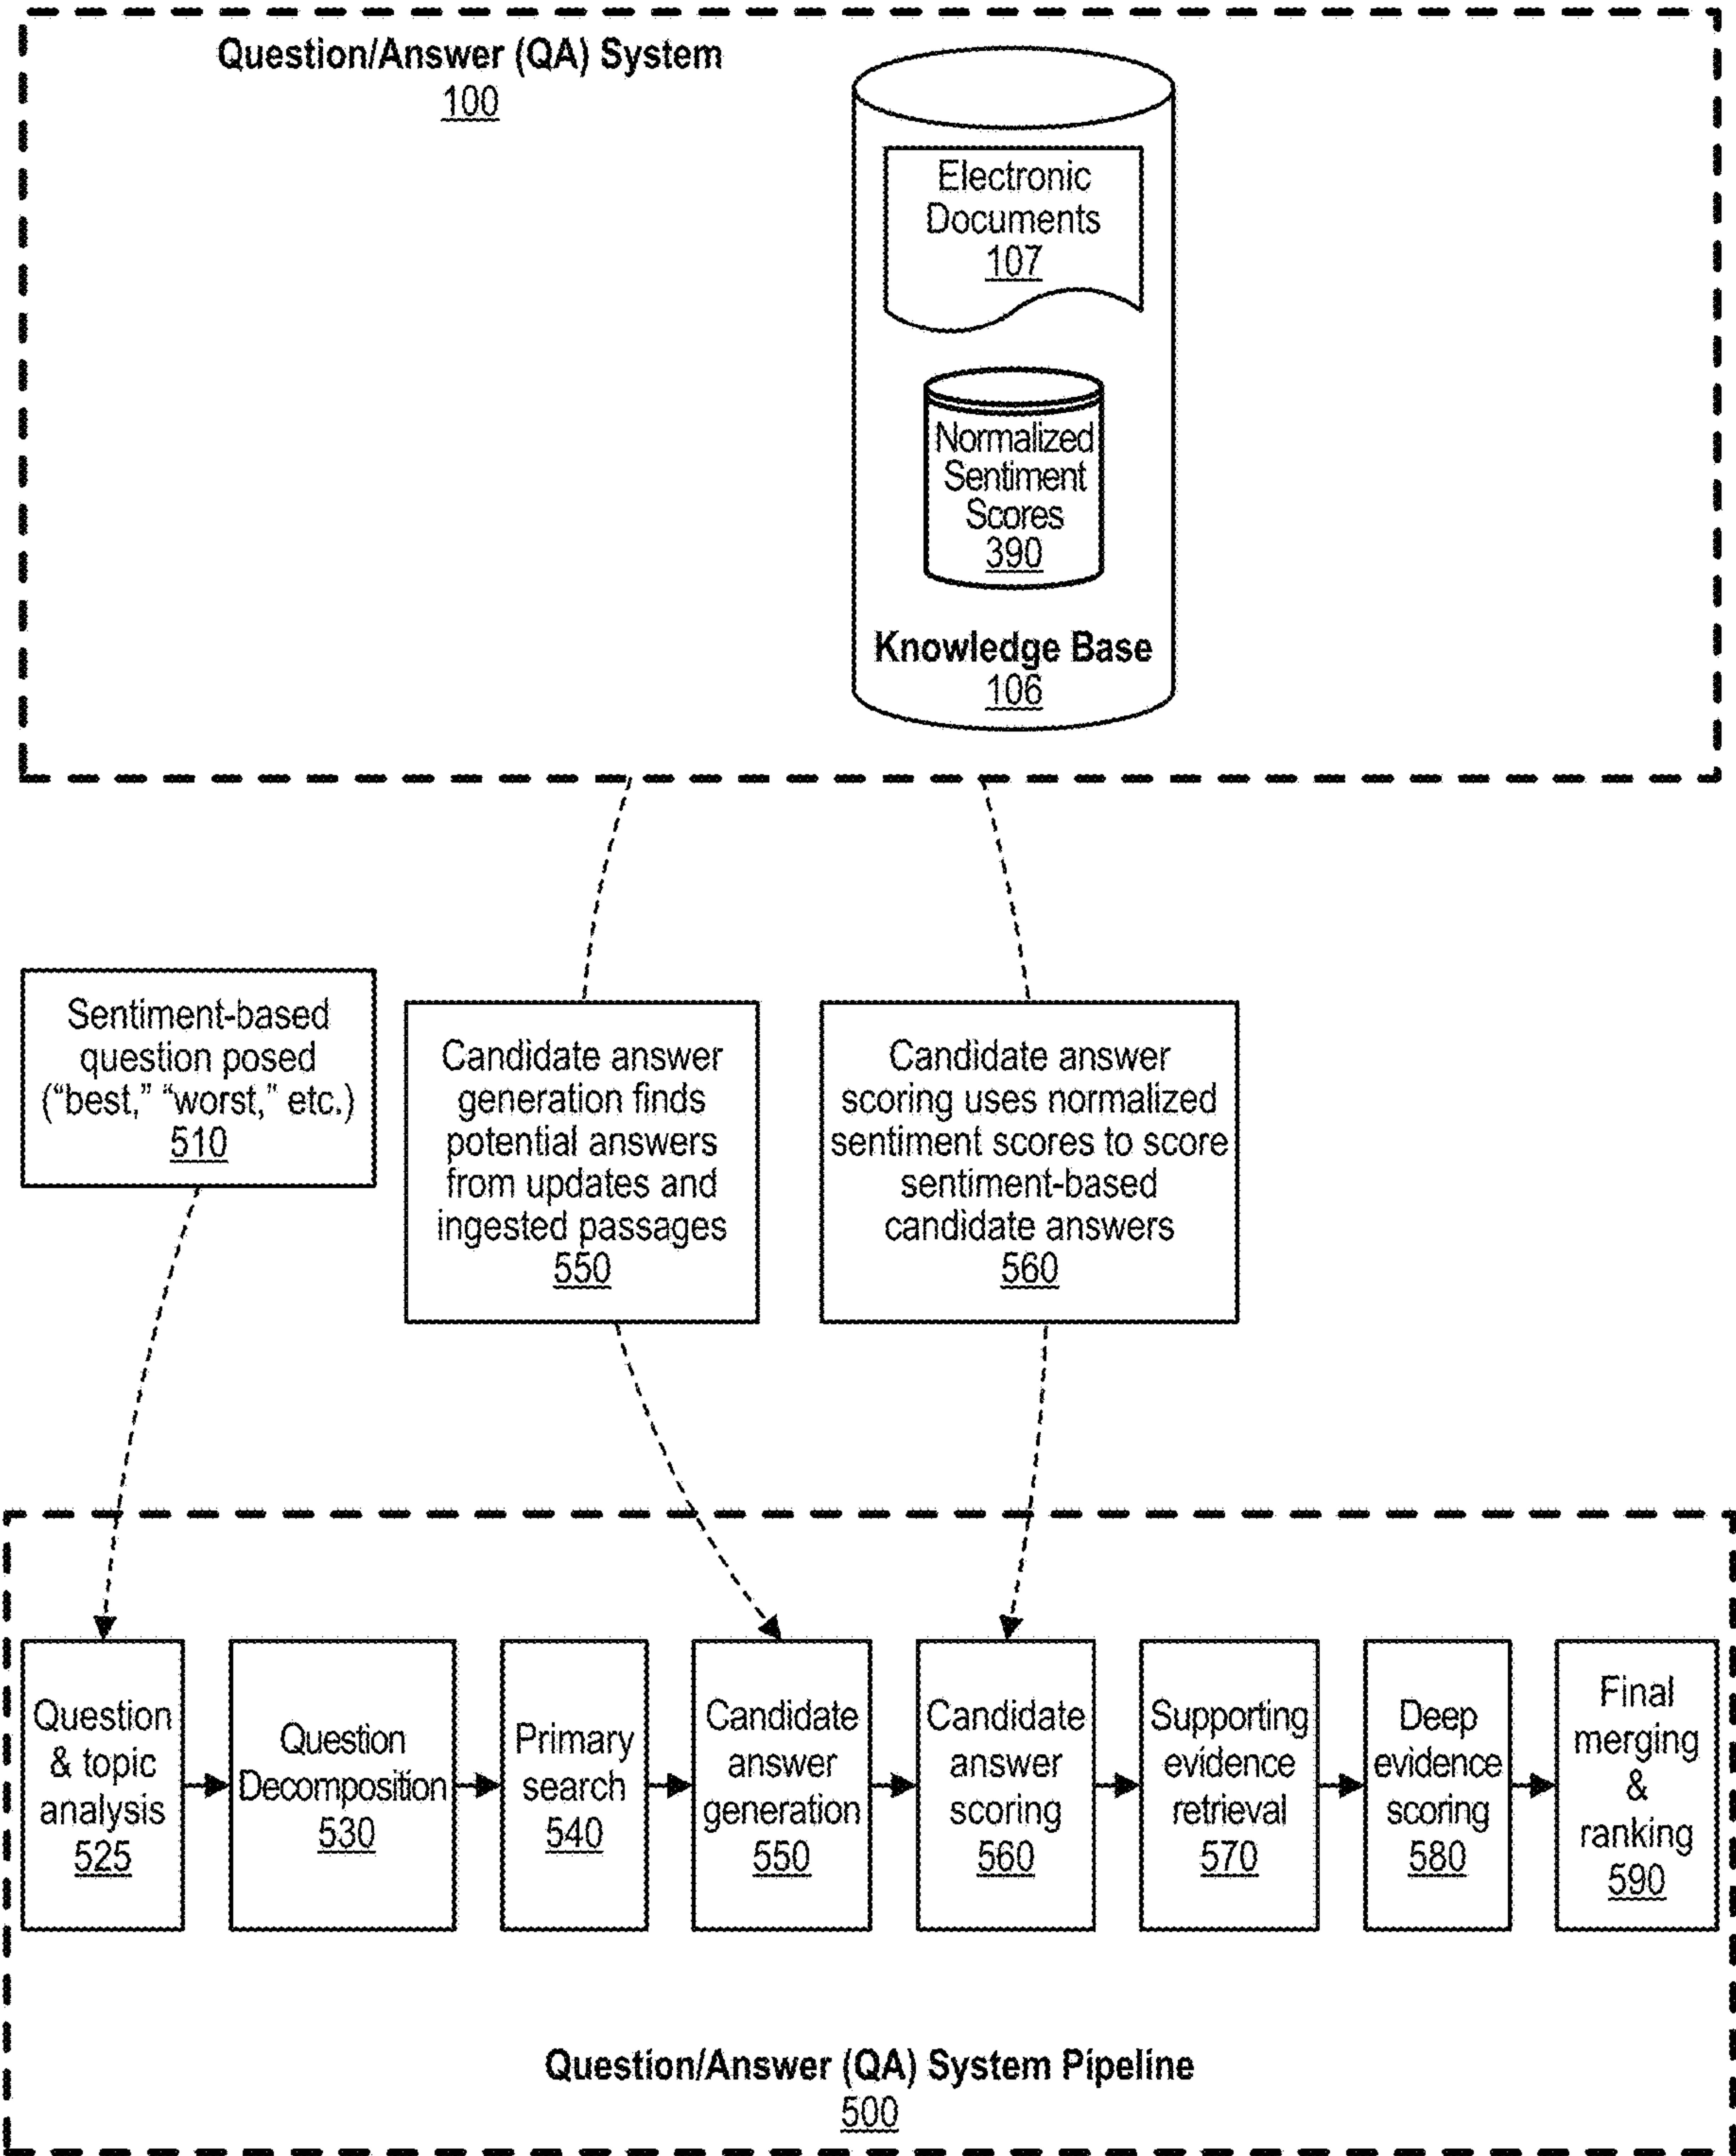 Question/Answer (QA) System
100
Electronic
Documents
107
Normalized
Sentiment
Scores
390
Knowledge Base
106
Sentiment-based
question posed
(“best,” “worst,” etc.)
510
Candidate answer
generation finds
potential answers
from updates and
ingested passages
550
Candidate answer
scoring uses normalized
sentiment scores to score
sentiment-based
candidate answers
560
Question
& topic
analysis
525
Question
Decomposition
530
Primary
search
540
Candidate
answer
generation
550
Candidate
answer
scoring
560
Supporting
evidence
retrieval
570
Deep
evidence
scoring
580
Final
merging
&
ranking
590
Question/Answer (QA) System Pipeline
500